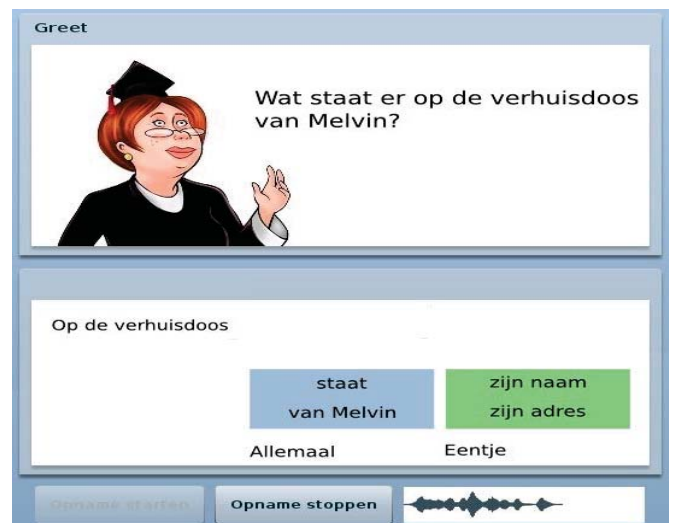 Greet
Wat staat er op de verhuisdoos
van Melvin?
Op de verhuisdoos
staat
van Melvin
zijn naam
zijn adres
Allemaal
Eentje
Opname starten
Opname stoppen